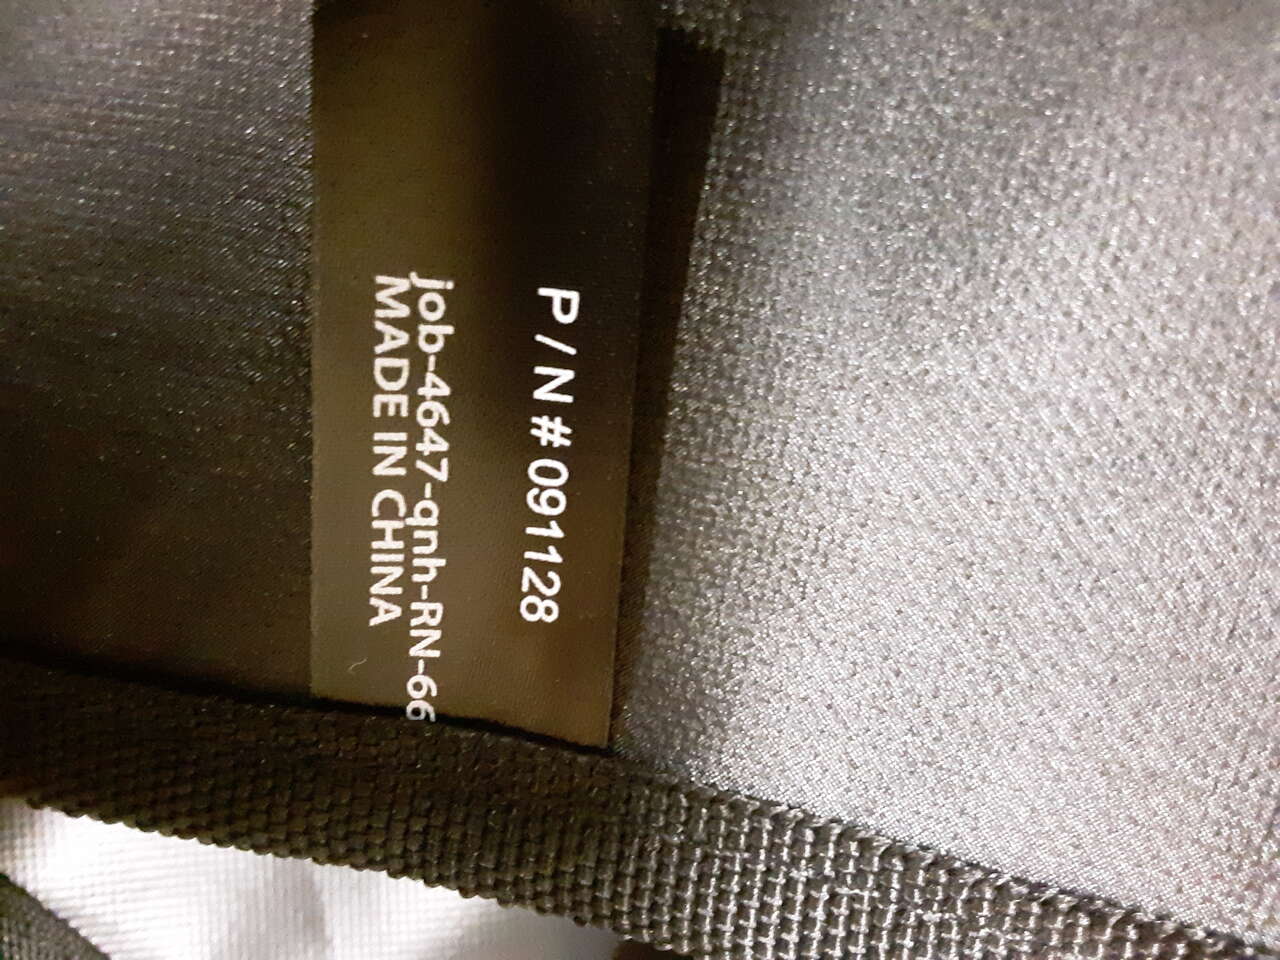 P/N#091128
job-4647-qnh-RN-66
MADE IN CHINA